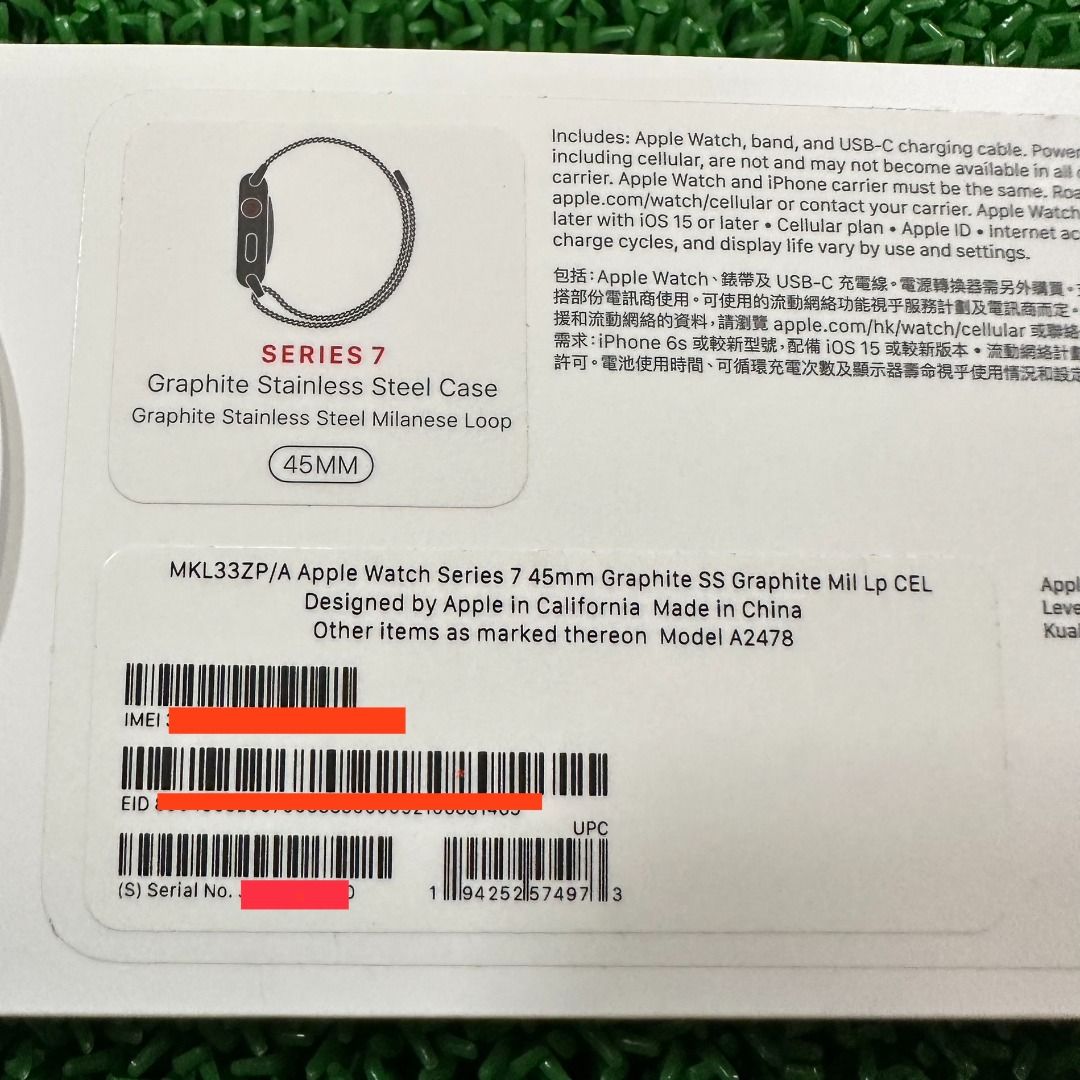 Includes: Apple Watch, band, and USB-C charging cable. Power
including cellular, are not and may not become available in all
carrier. Apple Watch and iPhone carrier must be the same. Roa
apple.com/watch/cellular or contact your carrier. Apple Watch
later with iOS 15 or later • Cellular plan • Apple ID • Internet ac
charge cycles, and display life vary by use and settings.
包括：Apple Watch、錶帶及 USB-C 充電線。電源轉換器需另外購買。
搭部份電訊商使用。可使用的流動網絡功能視乎服務計劃及電訊商而定。
援和流動網絡的資料，請瀏覽 apple.com/hk/watch/cellular 或聯絡
需求：iPhone 6s 或較新型號，配備 iOS 15 或較新版本 • 流動網絡計劃
許可。電池使用時間、可循環充電次數及顯示器壽命視乎使用情況和設定
SERIES 7
Graphite Stainless Steel Case
Graphite Stainless Steel Milanese Loop
45MM
MKL33ZP/A Apple Watch Series 7 45mm Graphite SS Graphite Mil Lp CEL
Designed by Apple in California Made in China
Other items as marked thereon Model A2478
Appl
Leve
Kual
IMEI
EID
UPC
(S) Serial No.
1 94252 57497 3